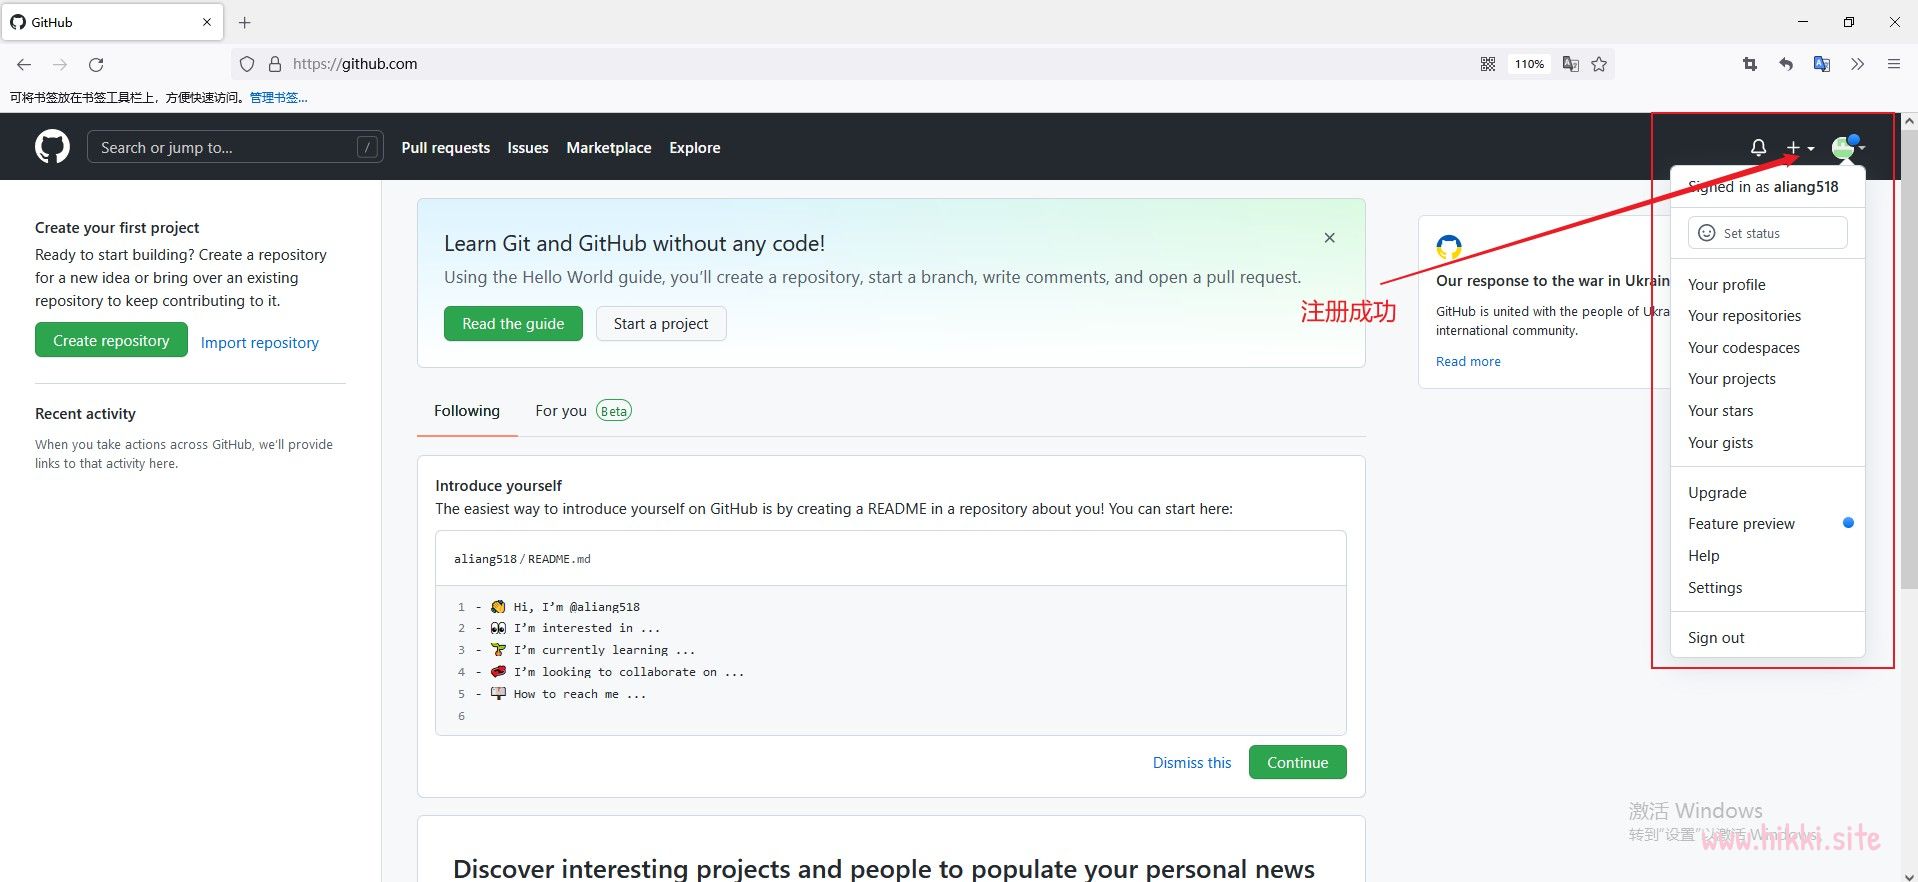 GitHub
https://github.com
110%
可将书签放在书签工具栏上，方便快速访问。管理书签...
Search or jump to...
/
Pull requests
Issues
Marketplace
Explore
Create your first project
Ready to start building? Create a repository
for a new idea or bring over an existing
repository to keep contributing to it.
Create repository
Import repository
Recent activity
When you take actions across GitHub, we'll provide
links to that activity here.
Learn Git and GitHub without any code!
Using the Hello World guide, you'll create a repository, start a branch, write comments, and open a pull request.
Read the guide
Start a project
Following
For you
Beta
Introduce yourself
The easiest way to introduce yourself on GitHub is by creating a README in a repository about you! You can start here:
aliang518/README.md
1 - 👋 Hi, I’m @aliang518
2 - 👀 I’m interested in ...
3 - 🌱 I’m currently learning ...
4 - 💞️ I’m looking to collaborate on ...
5 - 📫 How to reach me ...
6
Dismiss this
Continue
Discover interesting projects and people to populate your personal news
注册成功
Our response to the war in Ukrain
GitHub is united with the people of Ukra
international community.
Read more
Signed in as aliang518
Set status
Your profile
Your repositories
Your codespaces
Your projects
Your stars
Your gists
Upgrade
Feature preview
Help
Settings
Sign out
激活 Windows
转到"设置"以激活 Windows。
www.hikki.site